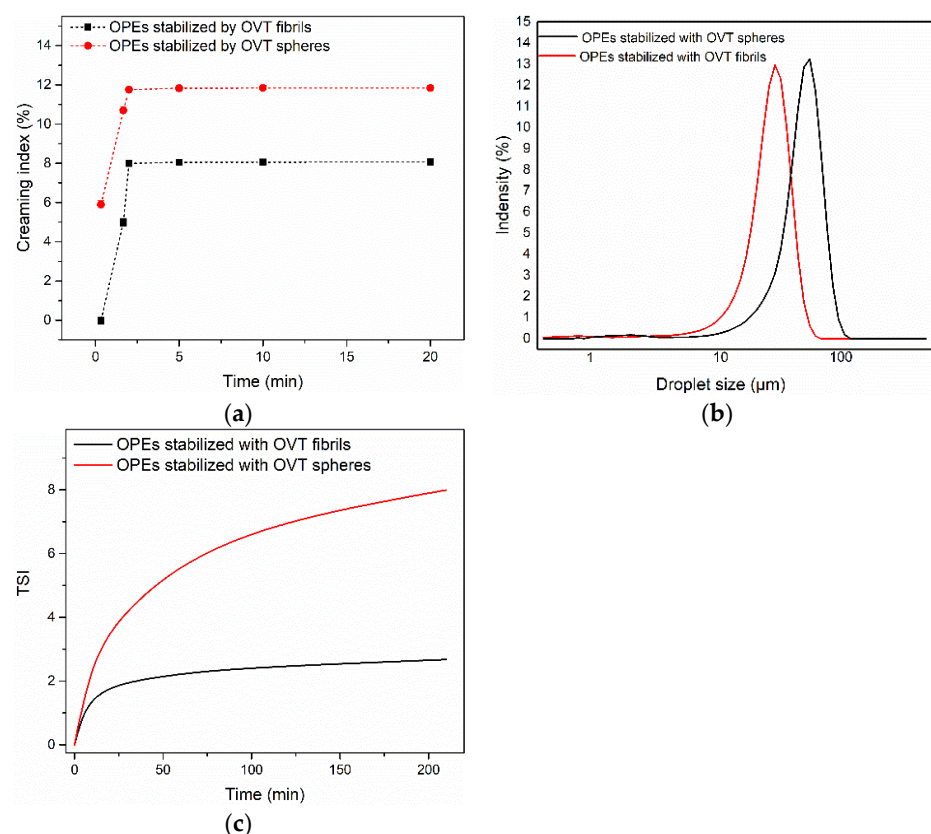 OPEs stabilized by OVT fibrils
OPEs stabilized by OVT spheres
Creaming index (%)
14
12
10
8
6
4
2
0
0
5
10
15
20
Time (min)
(a)
OPEs stabilized with OVT spheres
OPEs stabilized with OVT fibrils
Indensity (%)
15
14
13
12
11
10
9
8
7
6
5
4
3
2
1
0
1
10
100
Droplet size (µm)
(b)
OPEs stabilized with OVT fibrils
OPEs stabilized with OVT spheres
TSI
8
6
4
2
0
0
50
100
150
200
Time (min)
(c)